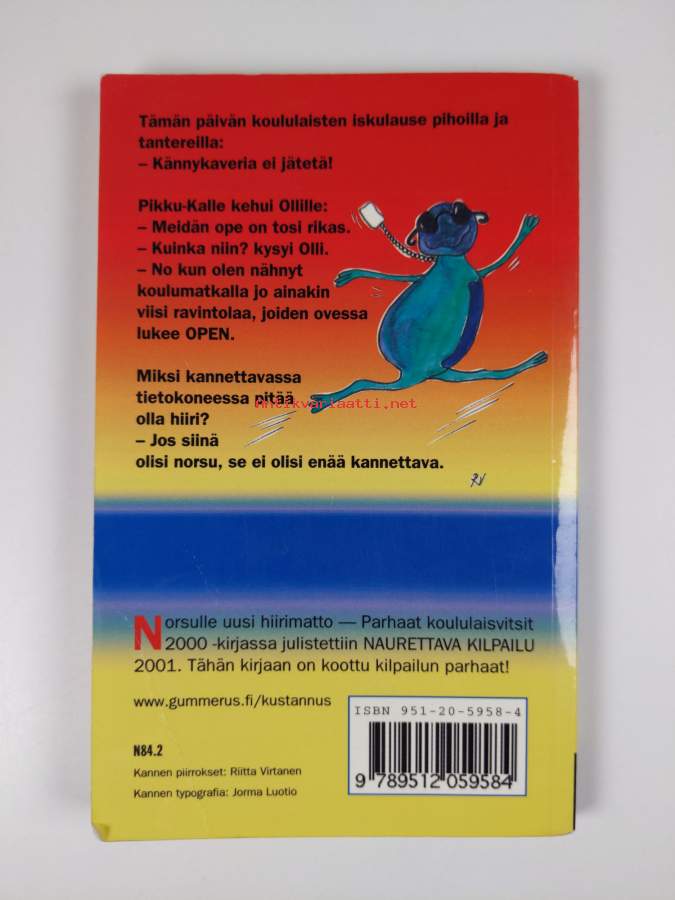 Tämän päivän koululaisten iskulause pihoilla ja
tantereilla:
– Kännykaveria ei jätetä!
Pikku-Kalle kehui Ollille:
– Meidän ope on tosi rikas.
– Kuinka niin? kysyi Olli.
– No kun olen nähnyt
koulumatkalla jo ainakin
viisi ravintolaa, joiden ovessa
lukee OPEN.
Miksi kannettavassa
tietokoneessa pitää
antikvariaatti.net
olla hiiri?
– Jos siinä
olisi norsu, se ei olisi enää kannettava.
RV
Norsulle uusi hiirimatto — Parhaat koululaisvitsit
2000 -kirjassa julistettiin NAURETTAVA KILPAILU
2001. Tähän kirjaan on koottu kilpailun parhaat!
www.gummerus.fi/kustannus
ISBN 951-20-5958-4
9 789512 059584
N84.2
Kannen piirrokset: Riitta Virtanen
Kannen typografia: Jorma Luotio